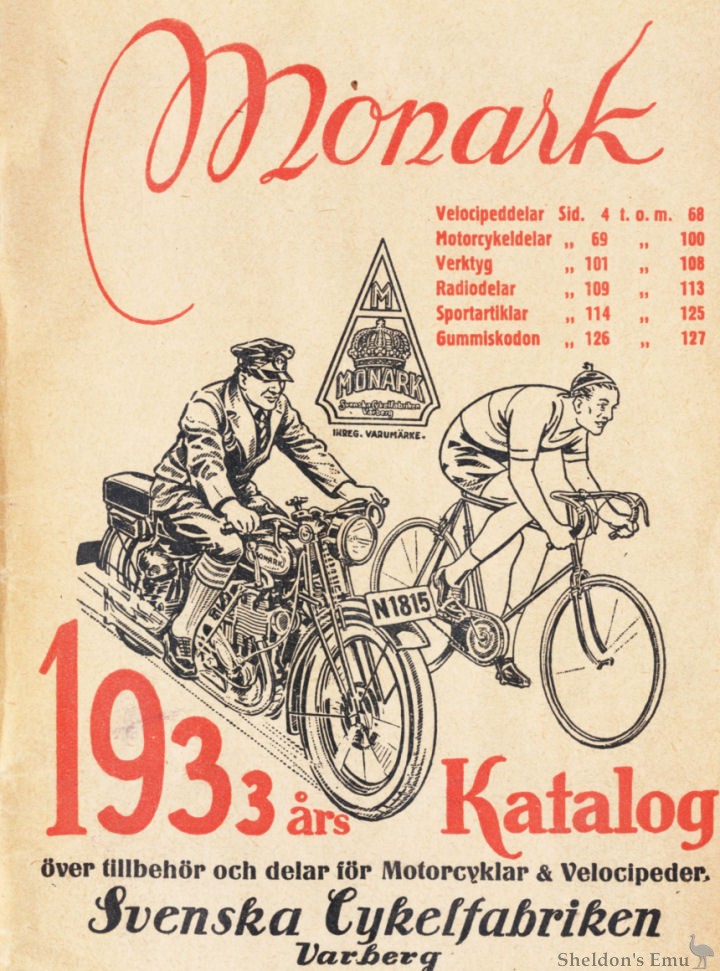 Monark
Velocipeddelar Sid. 4 t. o. m. 68
Motorcykeldelar „ 69 „ 100
Verktyg „ 101 „ 108
Radiodelar „ 109 „ 113
Sportartiklar „ 114 „ 125
Gummiskodon „ 126 „ 127
M
MONARK
Svenska Cykelfabriken
Varberg
INREG. VARUMÄRKE.
MONARK
N1815
1933 års Katalog
över tillbehör och delar för Motorcyklar & Velocipeder.
Svenska Cykelfabriken
Varberg
Sheldon's Emu